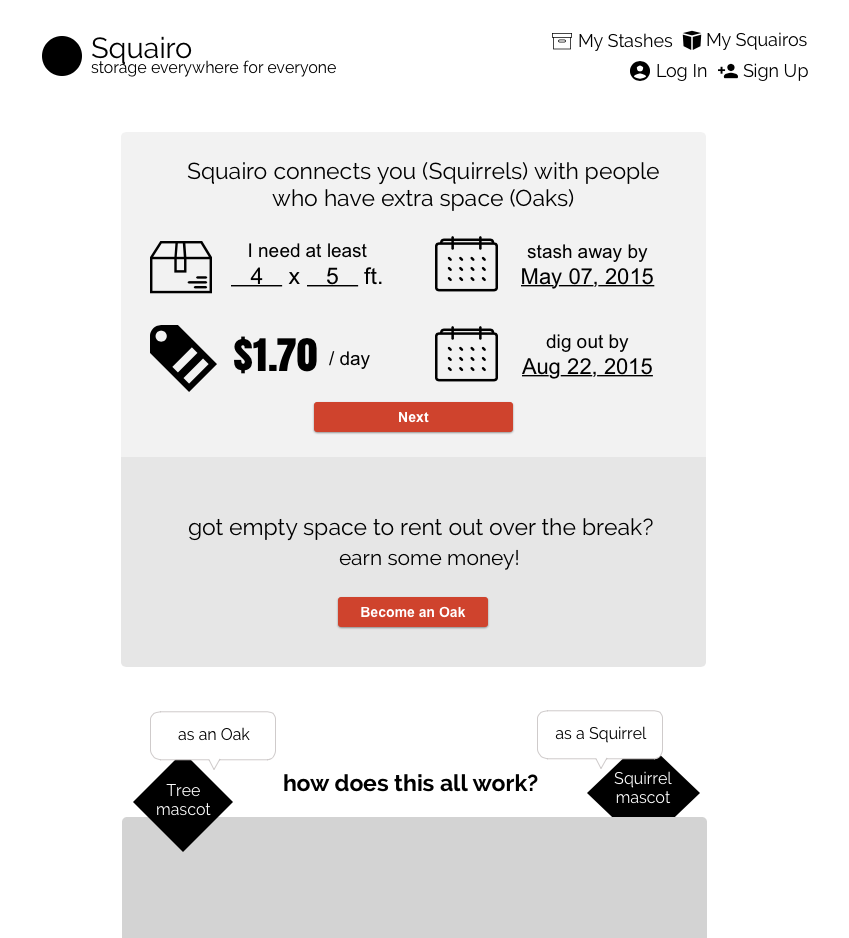 Squairo
storage everywhere for everyone
My Stashes My Squairos
Log In Sign Up
Squairo connects you (Squirrels) with people
who have extra space (Oaks)
I need at least
4 x 5 ft.
stash away by
May 07, 2015
$1.70 / day
dig out by
Aug 22, 2015
Next
got empty space to rent out over the break?
earn some money!
Become an Oak
as an Oak
as a Squirrel
how does this all work?
Tree
mascot
Squirrel
mascot